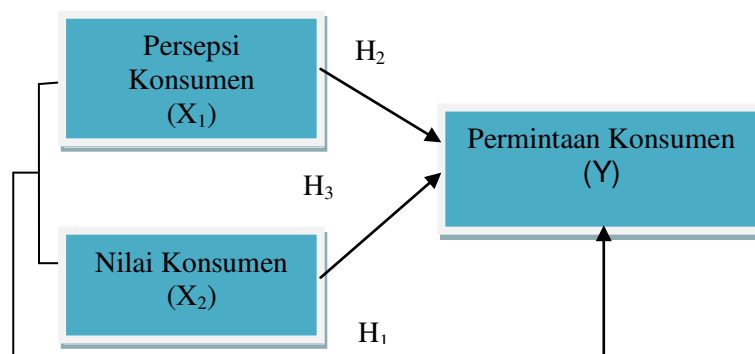 Persepsi
Konsumen
(X₁)
H₂
Permintaan Konsumen
(Y)
H₃
Nilai Konsumen
(X₂)
H₁